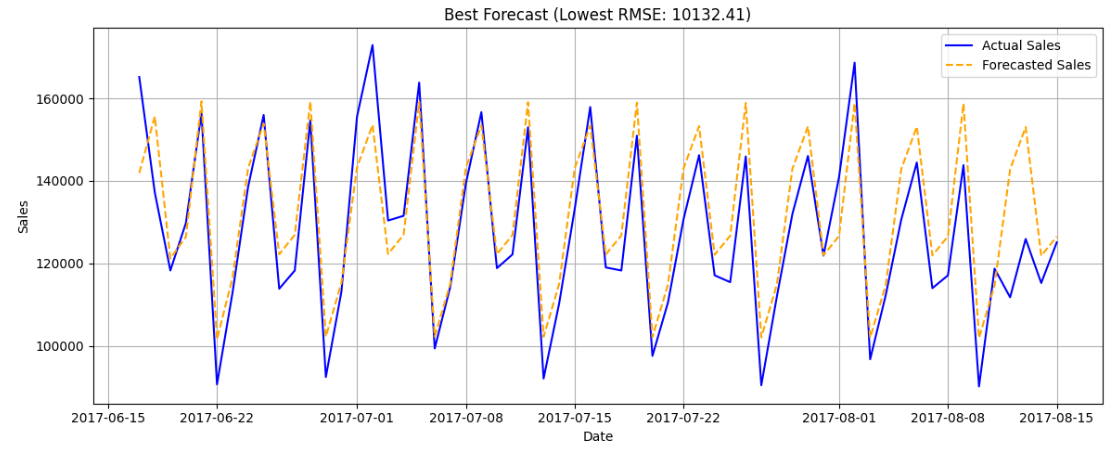 Best Forecast (Lowest RMSE: 10132.41)
Actual Sales
Forecasted Sales
Sales
160000
140000
120000
100000
2017-06-15
2017-06-22
2017-07-01
2017-07-08
2017-07-15
2017-07-22
2017-08-01
2017-08-08
2017-08-15
Date